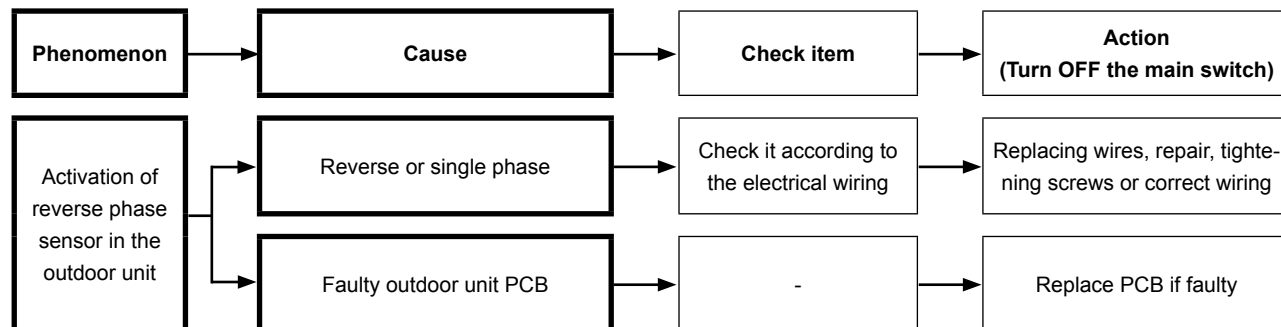 Phenomenon
Cause
Check item
Action
(Turn OFF the main switch)
Activation of
reverse phase
sensor in the
outdoor unit
Reverse or single phase
Check it according to
the electrical wiring
Replacing wires, repair, tighte-
ning screws or correct wiring
Faulty outdoor unit PCB
-
Replace PCB if faulty